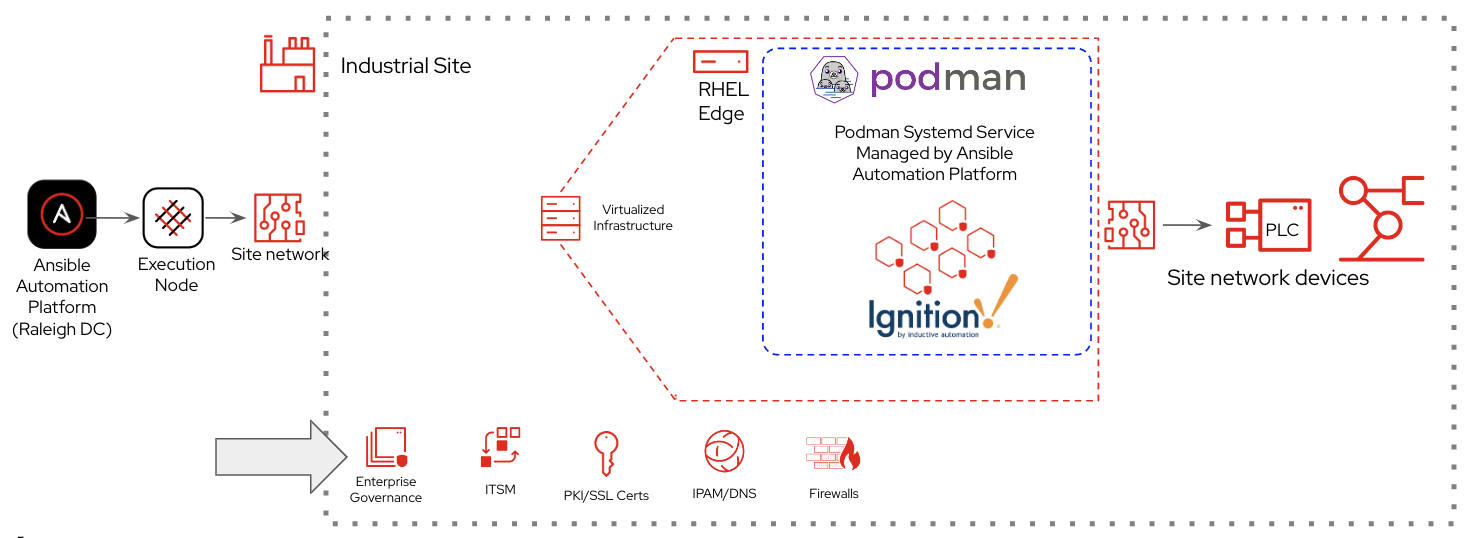 Industrial Site
RHEL
Edge
podman
Podman Systemd Service
Managed by Ansible
Automation Platform
Virtualized
Infrastructure
Ansible
Automation
Platform
(Raleigh DC)
Execution
Node
Site network
Ignition!
by inductive automation
PLC
Site network devices
Enterprise
Governance
ITSM
PKI/SSL Certs
IPAM/DNS
Firewalls